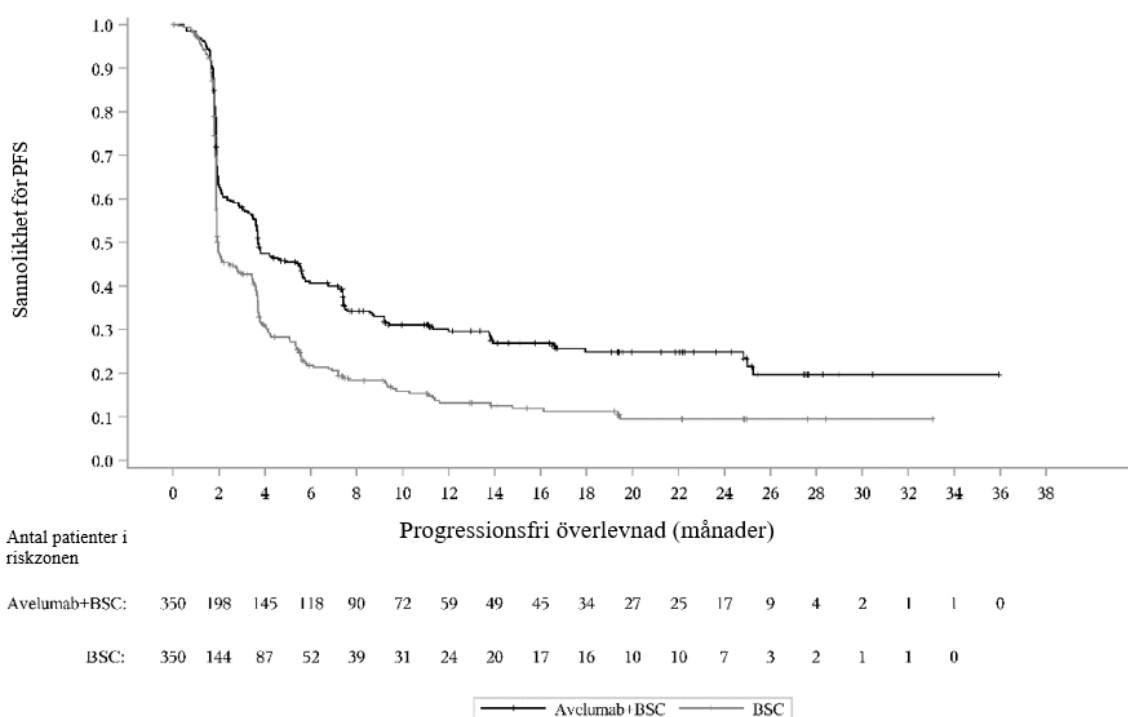 1.0
0.9
0.8
0.7
0.6
0.5
0.4
0.3
0.2
0.1
0.0
Sannolikhet för PFS
0 2 4 6 8 10 12 14 16 18 20 22 24 26 28 30 32 34 36 38
Progressionsfri överlevnad (månader)
Antal patienter i
riskzonen
Avelumab+BSC: 350 198 145 118 90 72 59 49 45 34 27 25 17 9 4 2 1 1 0
BSC: 350 144 87 52 39 31 24 20 17 16 10 10 7 3 2 1 1 0
Avelumab+BSC BSC